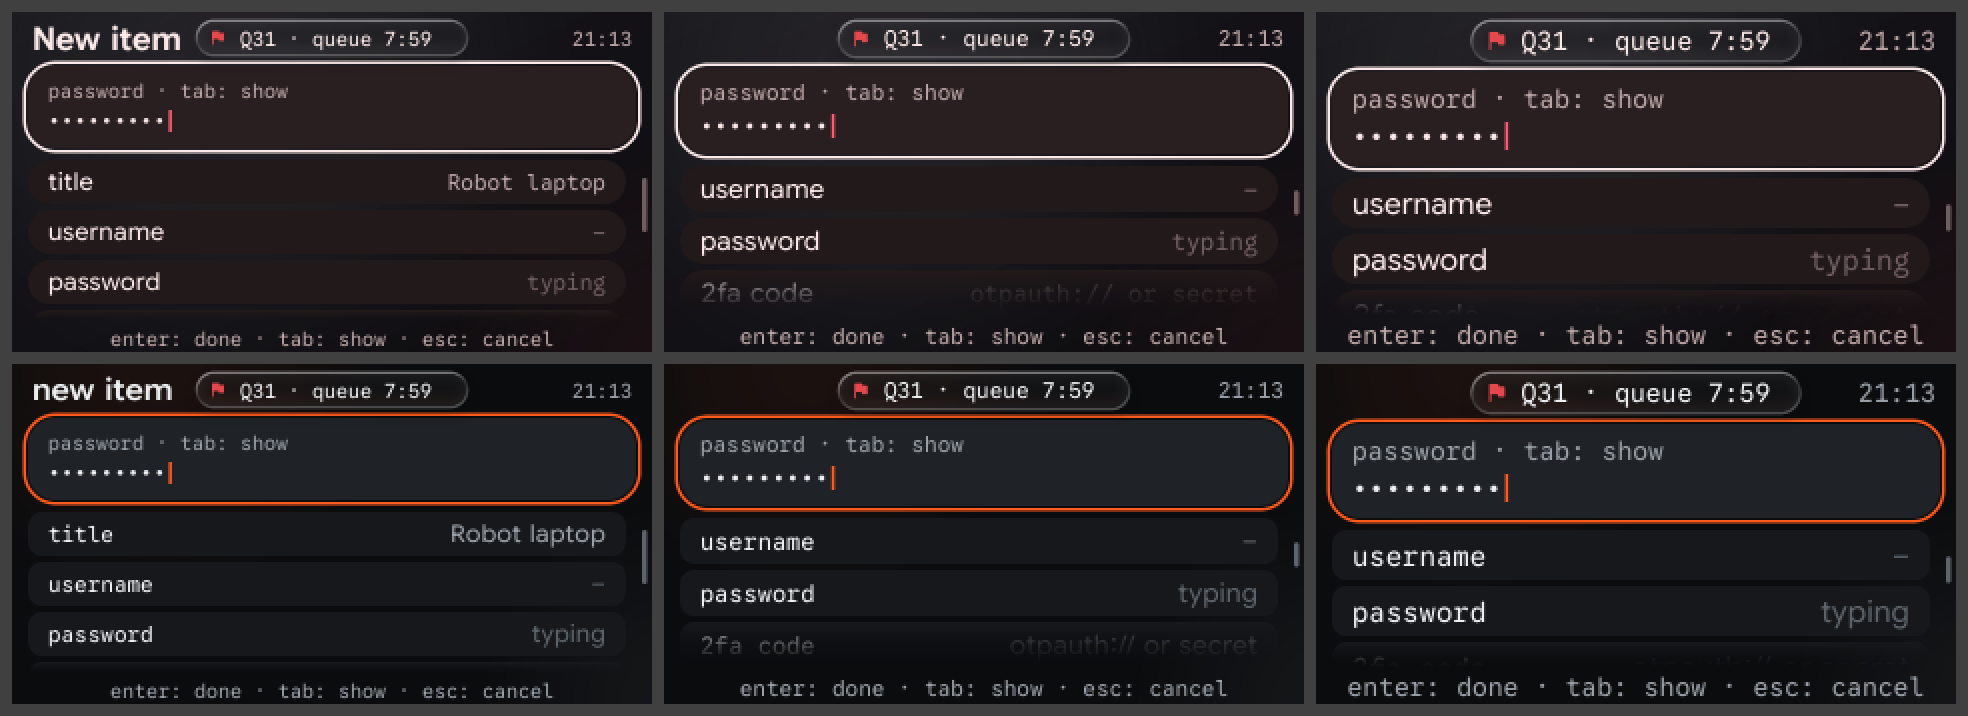 New item Q31 · queue 7:59 21:13
password · tab: show
•••••••••
title Robot laptop
username –
password typing
enter: done · tab: show · esc: cancel
Q31 · queue 7:59 21:13
password · tab: show
•••••••••
username –
password typing
2fa code otpauth:// or secret
enter: done · tab: show · esc: cancel
Q31 · queue 7:59 21:13
password · tab: show
•••••••••
username –
password typing
enter: done · tab: show · esc: cancel
new item Q31 · queue 7:59 21:13
password · tab: show
•••••••••
title Robot laptop
username –
password typing
enter: done · tab: show · esc: cancel
Q31 · queue 7:59 21:13
password · tab: show
•••••••••
username –
password typing
2fa code otpauth:// or secret
enter: done · tab: show · esc: cancel
Q31 · queue 7:59 21:13
password · tab: show
•••••••••
username –
password typing
enter: done · tab: show · esc: cancel